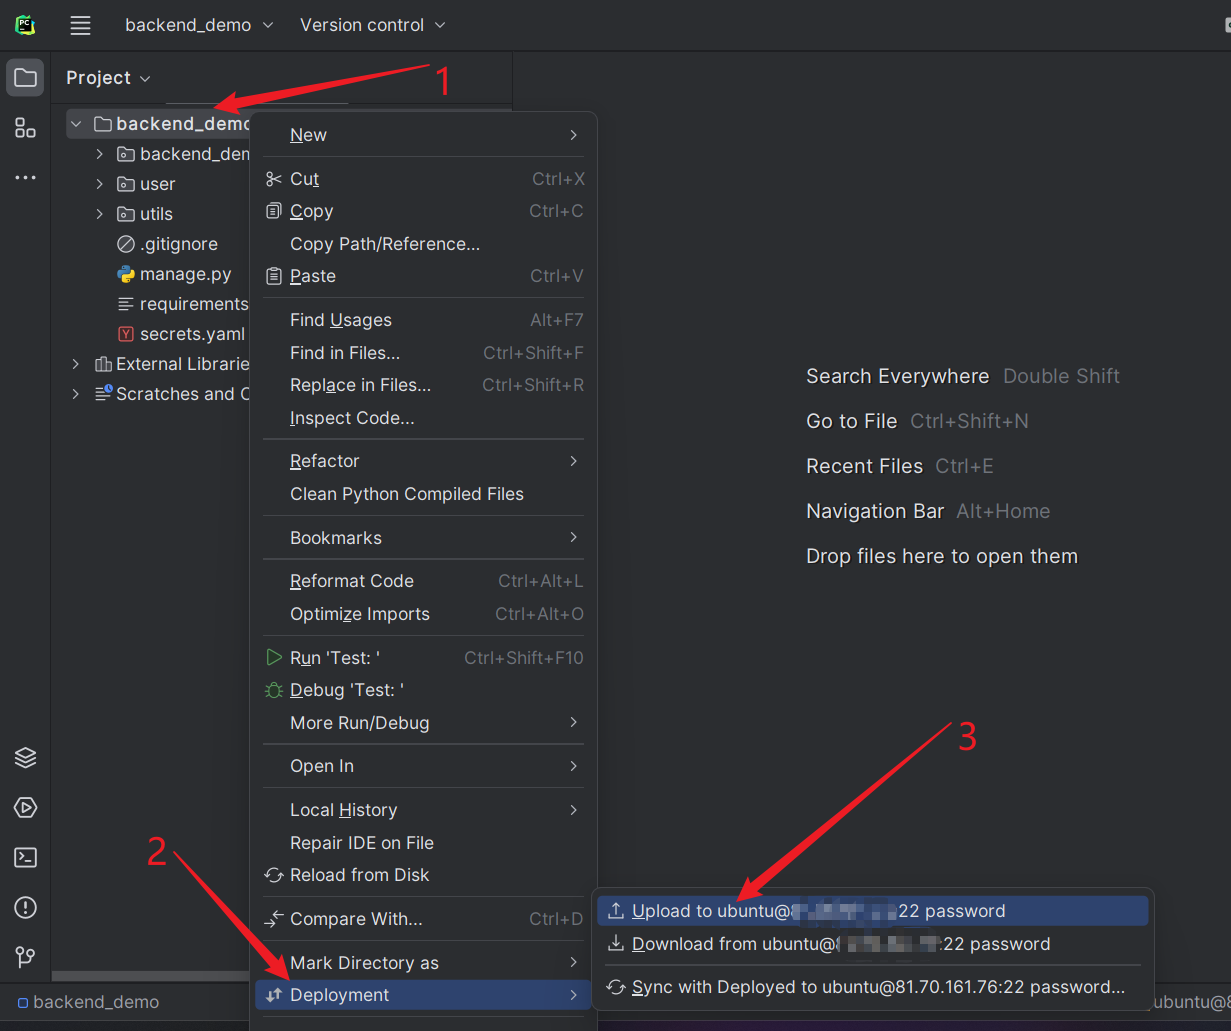 PC
backend_demo
Version control
Project
1
backend_demo
backend_den
user
utils
.gitignore
manage.py
requirements
Y secrets.yaml
External Librarie
Scratches and C
New
Cut Ctrl+X
Copy Ctrl+C
Copy Path/Reference...
Paste Ctrl+V
Find Usages Alt+F7
Find in Files... Ctrl+Shift+F
Replace in Files... Ctrl+Shift+R
Inspect Code...
Refactor
Clean Python Compiled Files
Bookmarks
Reformat Code Ctrl+Alt+L
Optimize Imports Ctrl+Alt+O
Run 'Test: ' Ctrl+Shift+F10
Debug 'Test: '
More Run/Debug
Open In
Local History
Repair IDE on File
Reload from Disk
Compare With... Ctrl+D
Mark Directory as
Deployment
2
Search Everywhere Double Shift
Go to File Ctrl+Shift+N
Recent Files Ctrl+E
Navigation Bar Alt+Home
Drop files here to open them
3
Upload to ubuntu@ 22 password
Download from ubuntu@ :22 password
Sync with Deployed to ubuntu@81.70.161.76:22 password...
backend_demo
ubuntu@8